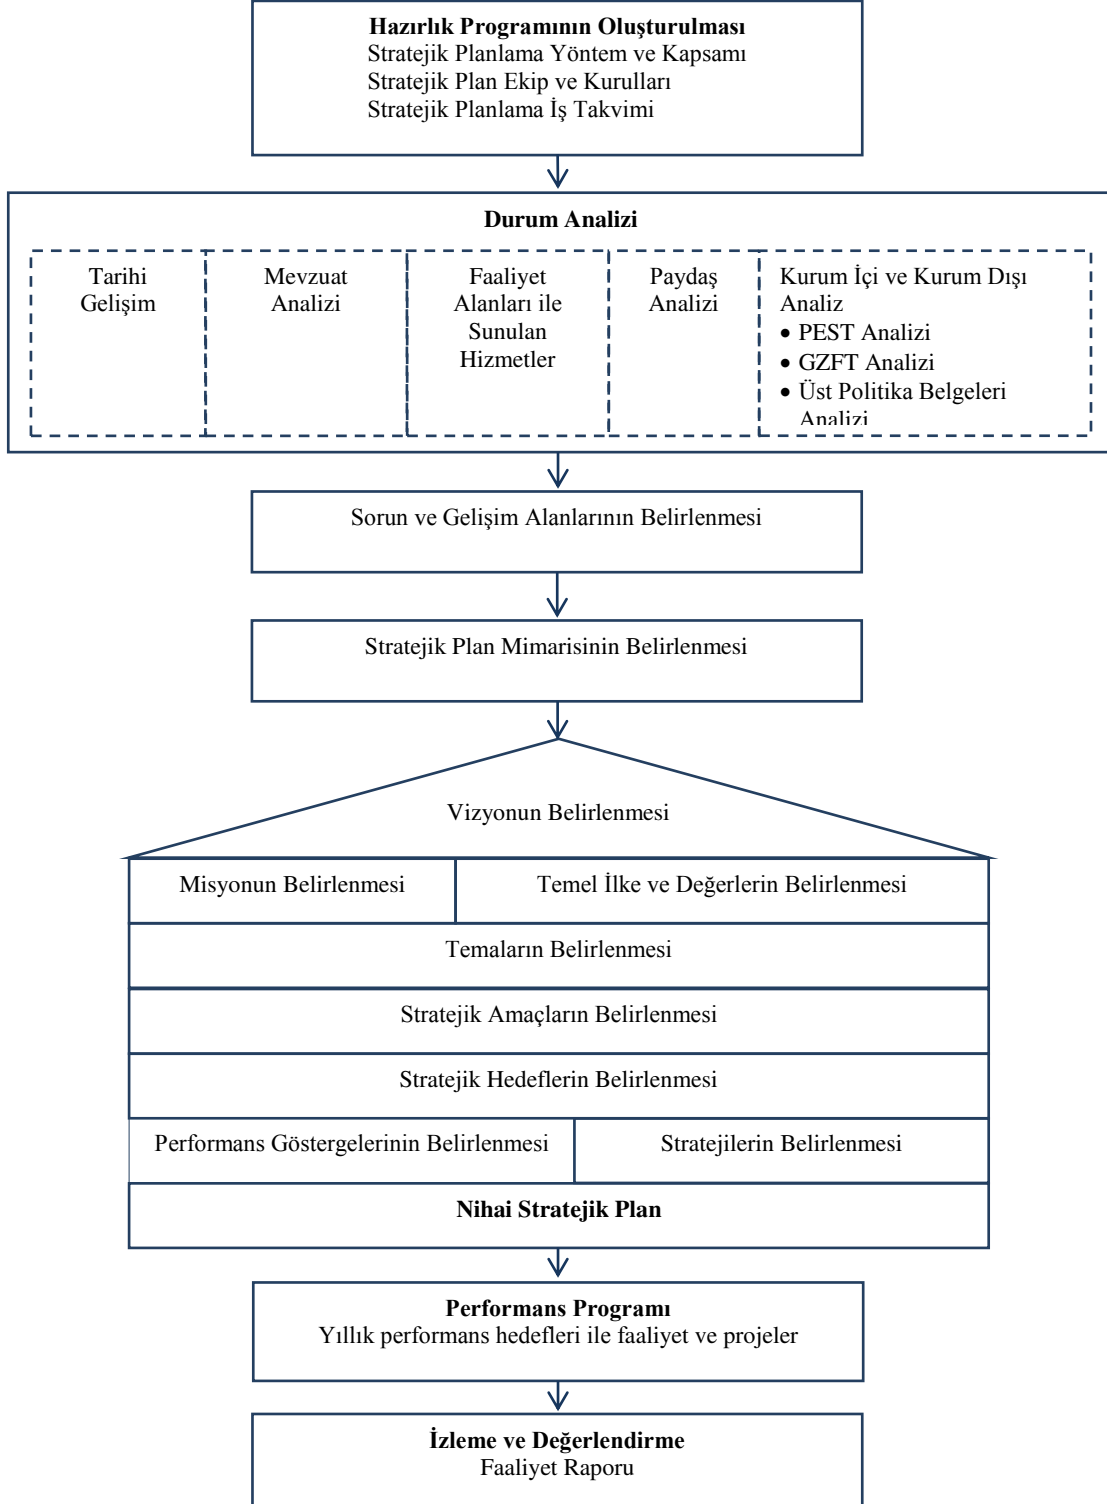 Hazırlık Programının Oluşturulması
Stratejik Planlama Yöntem ve Kapsamı
Stratejik Plan Ekip ve Kurulları
Stratejik Planlama İş Takvimi
Durum Analizi
Tarihi
Gelişim
Mevzuat
Analizi
Faaliyet
Alanları ile
Sunulan
Hizmetler
Paydaş
Analizi
Kurum İçi ve Kurum Dışı
Analiz
• PEST Analizi
• GZFT Analizi
• Üst Politika Belgeleri
Analizi
Sorun ve Gelişim Alanlarının Belirlenmesi
Stratejik Plan Mimarisinin Belirlenmesi
Vizyonun Belirlenmesi
Misyonun Belirlenmesi
Temel İlke ve Değerlerin Belirlenmesi
Temaların Belirlenmesi
Stratejik Amaçların Belirlenmesi
Stratejik Hedeflerin Belirlenmesi
Performans Göstergelerinin Belirlenmesi
Stratejilerin Belirlenmesi
Nihai Stratejik Plan
Performans Programı
Yıllık performans hedefleri ile faaliyet ve projeler
İzleme ve Değerlendirme
Faaliyet Raporu